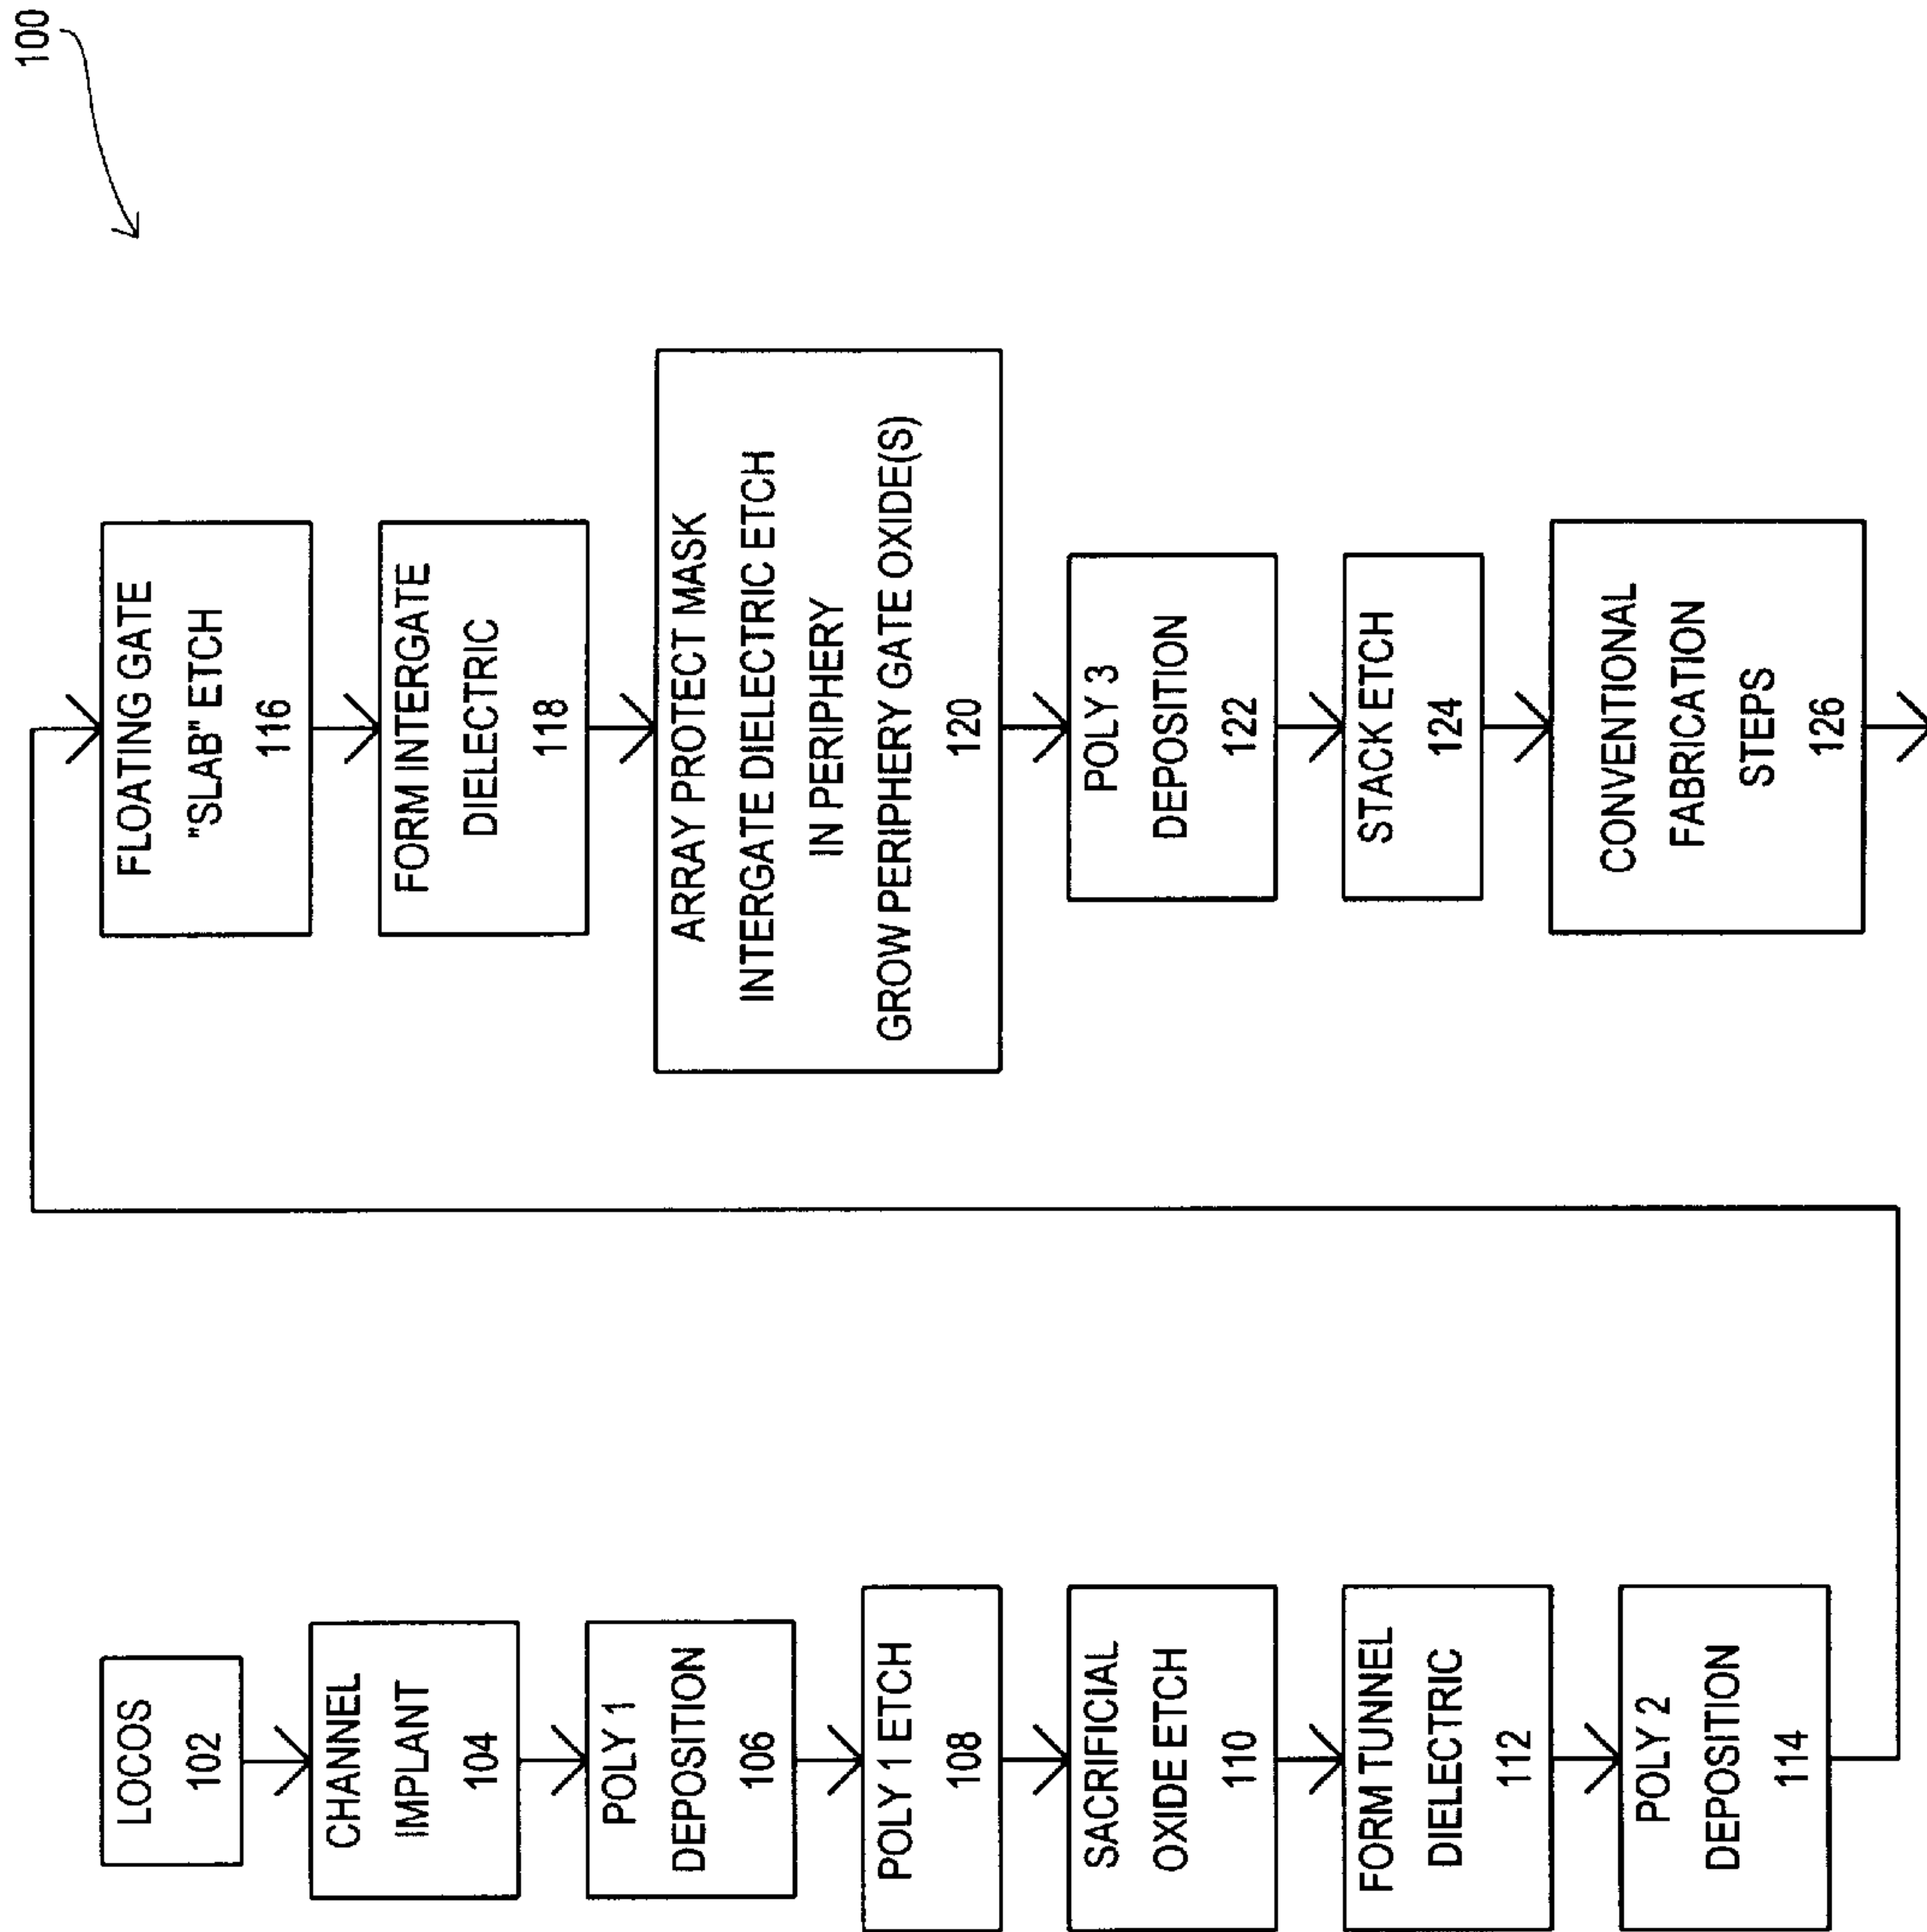 100
LOCOS
102
CHANNEL
IMPLANT
104
POLY 1
DEPOSITION
106
POLY 1 ETCH
108
SACRIFICIAL
OXIDE ETCH
110
FORM TUNNEL
DIELECTRIC
112
POLY 2
DEPOSITION
114
FLOATING GATE
"SLAB" ETCH
116
FORM INTERGATE
DIELECTRIC
118
ARRAY PROTECT MASK
INTERGATE DIELECTRIC ETCH
IN PERIPHERY
GROW PERIPHERY GATE OXIDE(S)
120
POLY 3
DEPOSITION
122
STACK ETCH
124
CONVENTIONAL
FABRICATION
STEPS
126